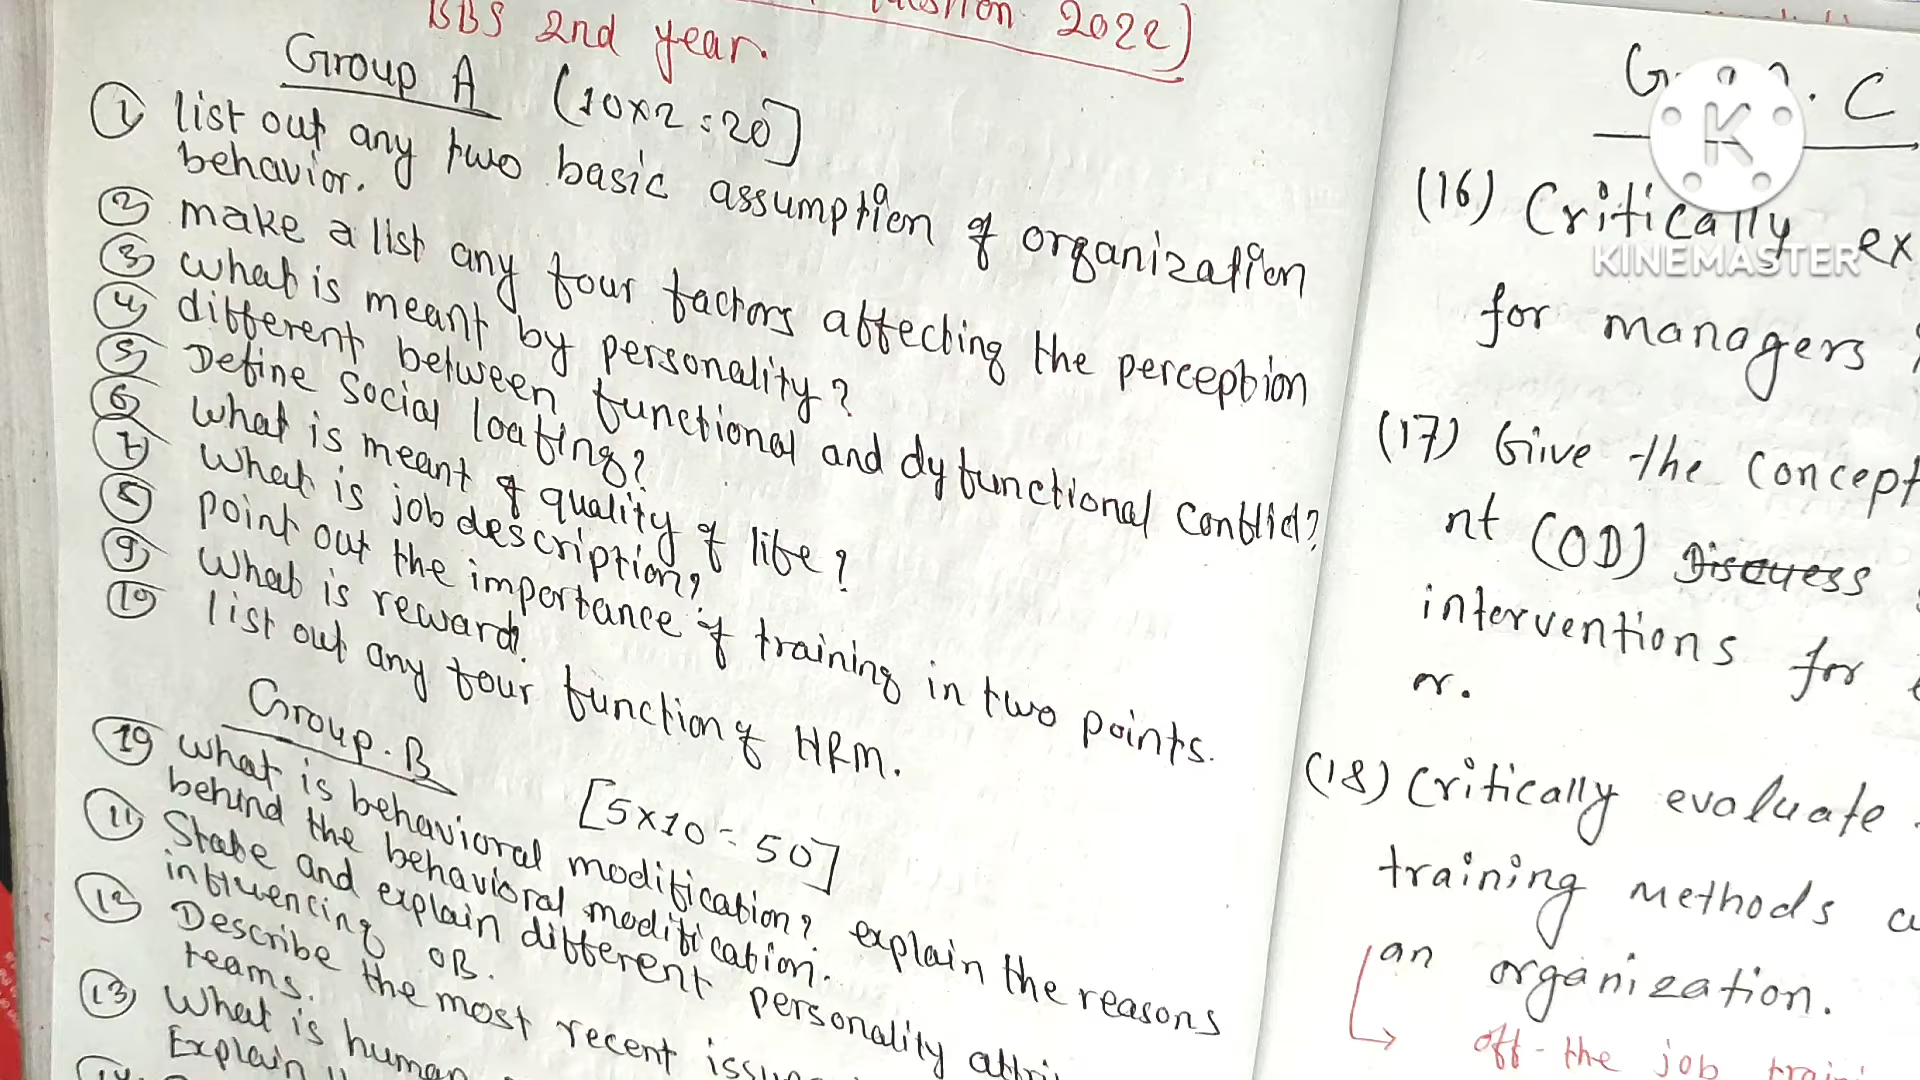 BBS 2nd year.
question 2022)
Group A (10×2=20]
① list out any two basic assumption of organization
behavior.
② make a list any four factors affecting the perception
③ what is meant by personality?
④ different between functional and dyfunctional conflict?
⑤ Define social loafing?
⑥ what is meant of quality of life?
⑦ what is job description?
⑧ point out the importance of training in two points.
⑨ what is reward.
⑩ list out any four function of HRM.
Group.B [5×10=50]
⑩ what is behavioral modification? explain the reasons
behind the behavioral modification.
⑪ State and explain different personality
influencing OB.
⑫ Describe the most recent
teams.
⑬ what is human
Explain
C
(16) Critically ex
for managers
(17) Give the concept
nt (OD) Discuess
interventions for
or.
(18) Critically evaluate
training methods
an organization.
off-the job
K
KINEMASTER